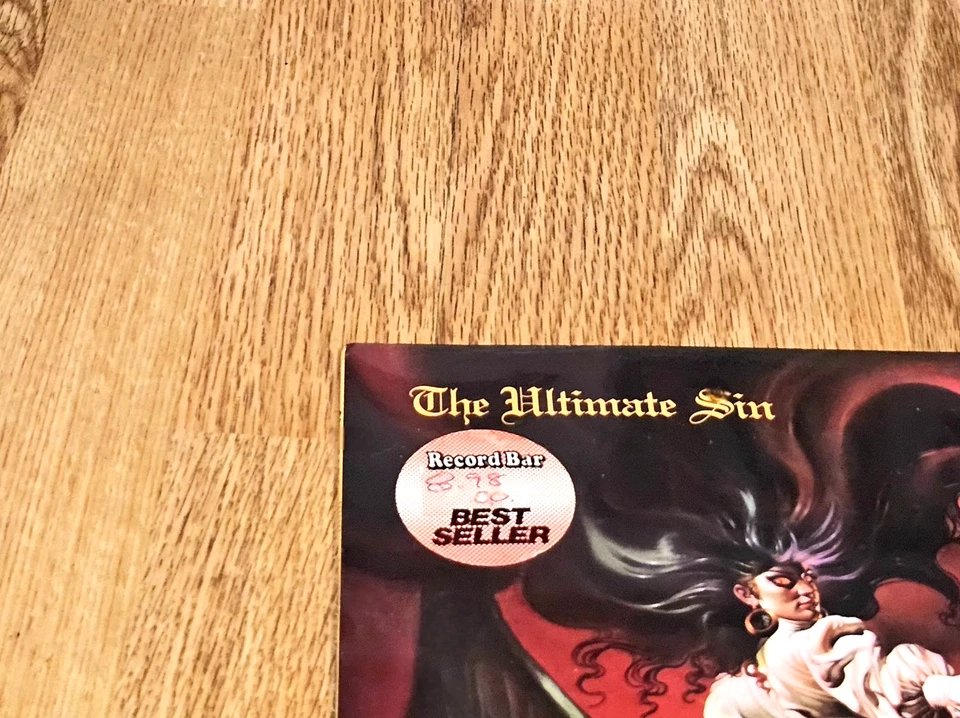 The Ultimate Sin
Record Bar
8.98
BEST
SELLER